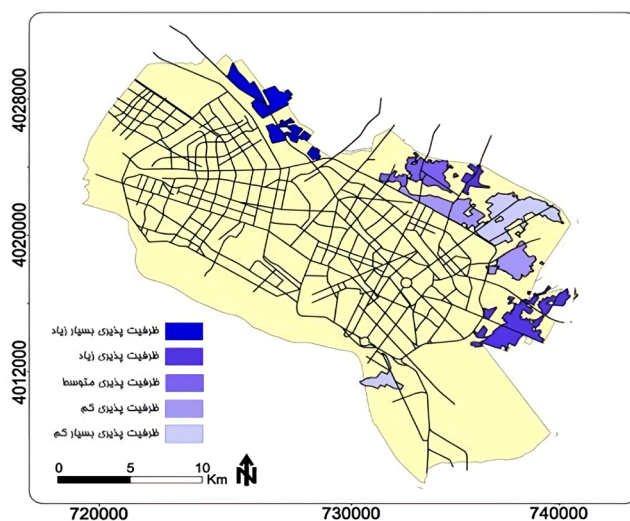 4028000
4020000
4012000
ظرفیت پذیری بسیار زیاد
ظرفیت پذیری زیاد
ظرفیت پذیری متوسط
ظرفیت پذیری کم
ظرفیت پذیری بسیار کم
0 5 10
Km
N
720000 730000 740000